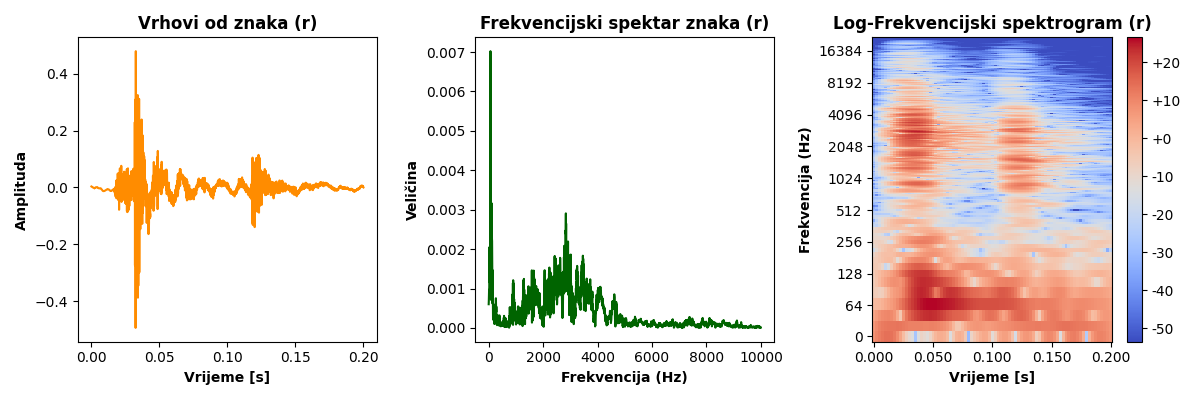 Vrhovi od znaka (r)
Amplituda
0.4
0.2
0.0
−0.2
−0.4
0.00 0.05 0.10 0.15 0.20
Vrijeme [s]
Frekvencijski spektar znaka (r)
Veličina
0.007
0.006
0.005
0.004
0.003
0.002
0.001
0.000
0 2000 4000 6000 8000 10000
Frekvencija (Hz)
Log-Frekvencijski spektrogram (r)
Frekvencija (Hz)
16384
8192
4096
2048
1024
512
256
128
64
0
0.000 0.050 0.100 0.150 0.200
Vrijeme [s]
+20
+10
+0
-10
-20
-30
-40
-50